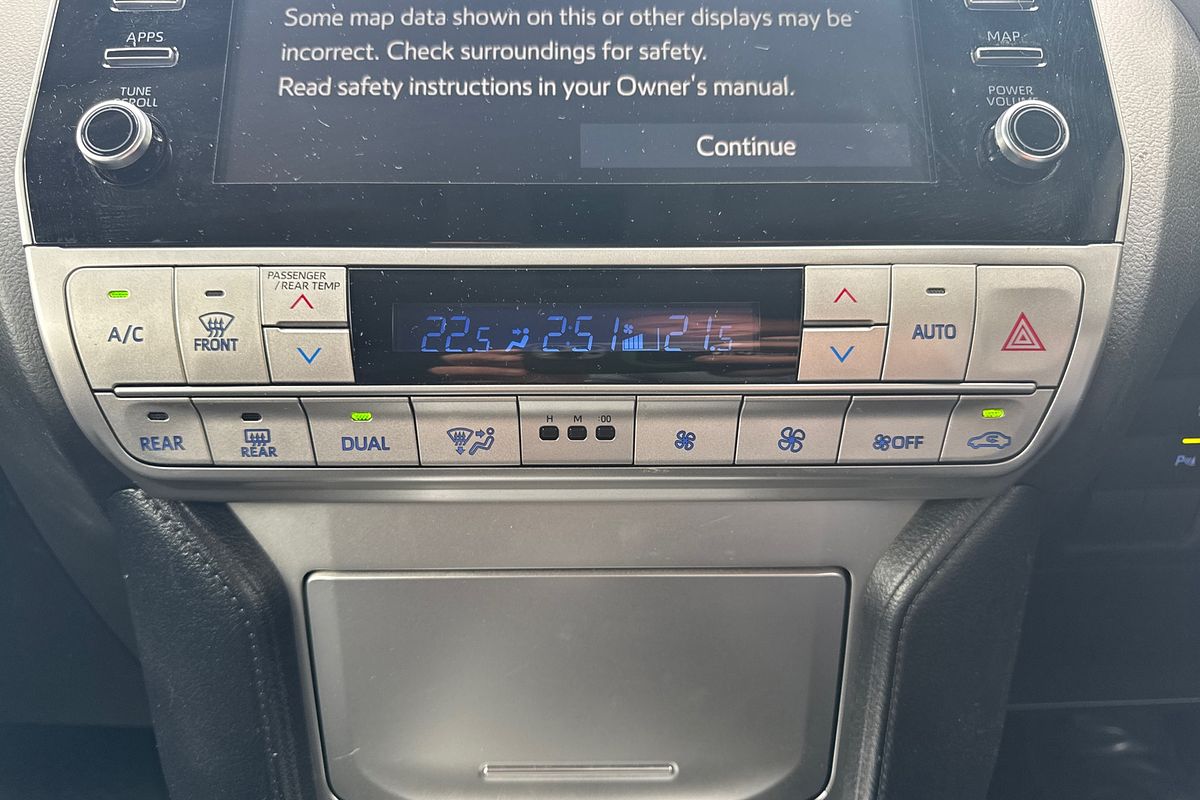 Some map data shown on this or other displays may be
incorrect. Check surroundings for safety.
Read safety instructions in your Owner's manual.
Continue
APPS
TUNE
SCROLL
MAP
POWER
VOLUME
A/C
FRONT
PASSENGER
/REAR TEMP
22.5 2:51 21.5
AUTO
REAR
REAR
DUAL
H M :00
OFF